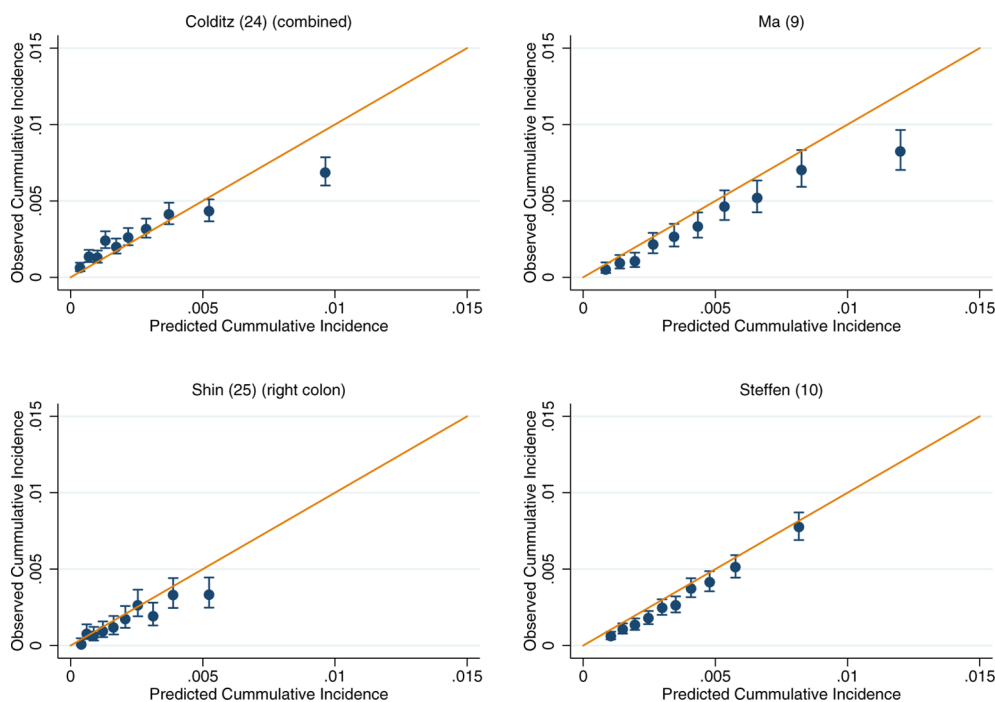 Colditz (24) (combined)
Observed Cummulative Incidence
.015
.01
.005
0
0 .005 .01 .015
Predicted Cummulative Incidence
Ma (9)
Observed Cummulative Incidence
.015
.01
.005
0
0 .005 .01 .015
Predicted Cummulative Incidence
Shin (25) (right colon)
Observed Cummulative Incidence
.015
.01
.005
0
0 .005 .01 .015
Predicted Cummulative Incidence
Steffen (10)
Observed Cummulative Incidence
.015
.01
.005
0
0 .005 .01 .015
Predicted Cummulative Incidence